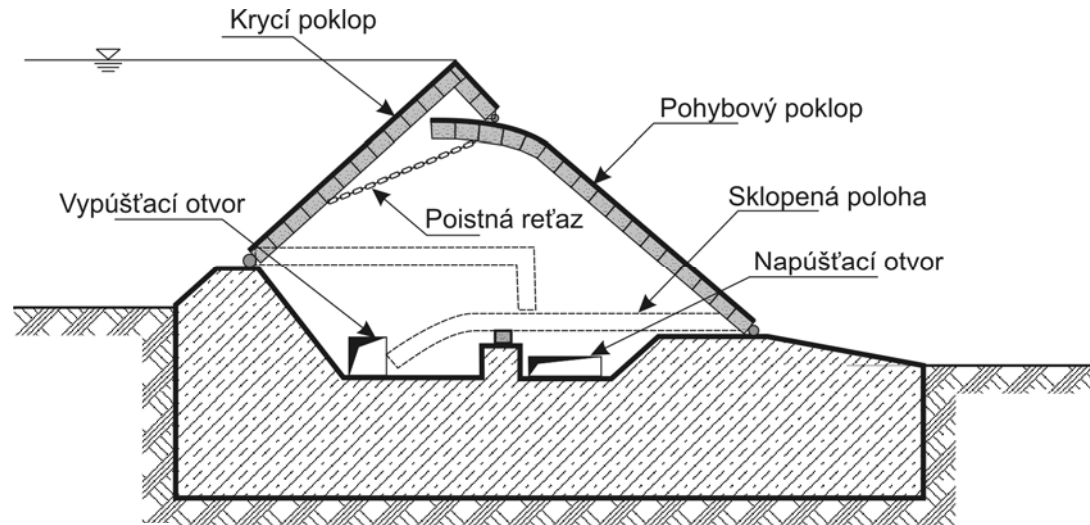 Krycí poklop
Pohybový poklop
Vypúšťací otvor
Poistná reťaz
Sklopená poloha
Napúšťací otvor